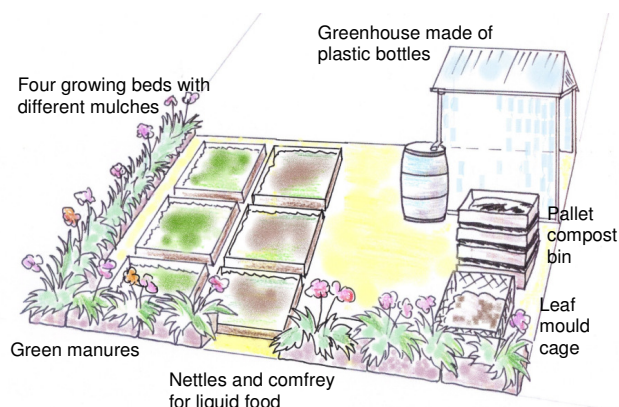 Greenhouse made of
plastic bottles
Four growing beds with
different mulches
Pallet
compost
bin
Leaf
mould
cage
Green manures
Nettles and comfrey
for liquid food